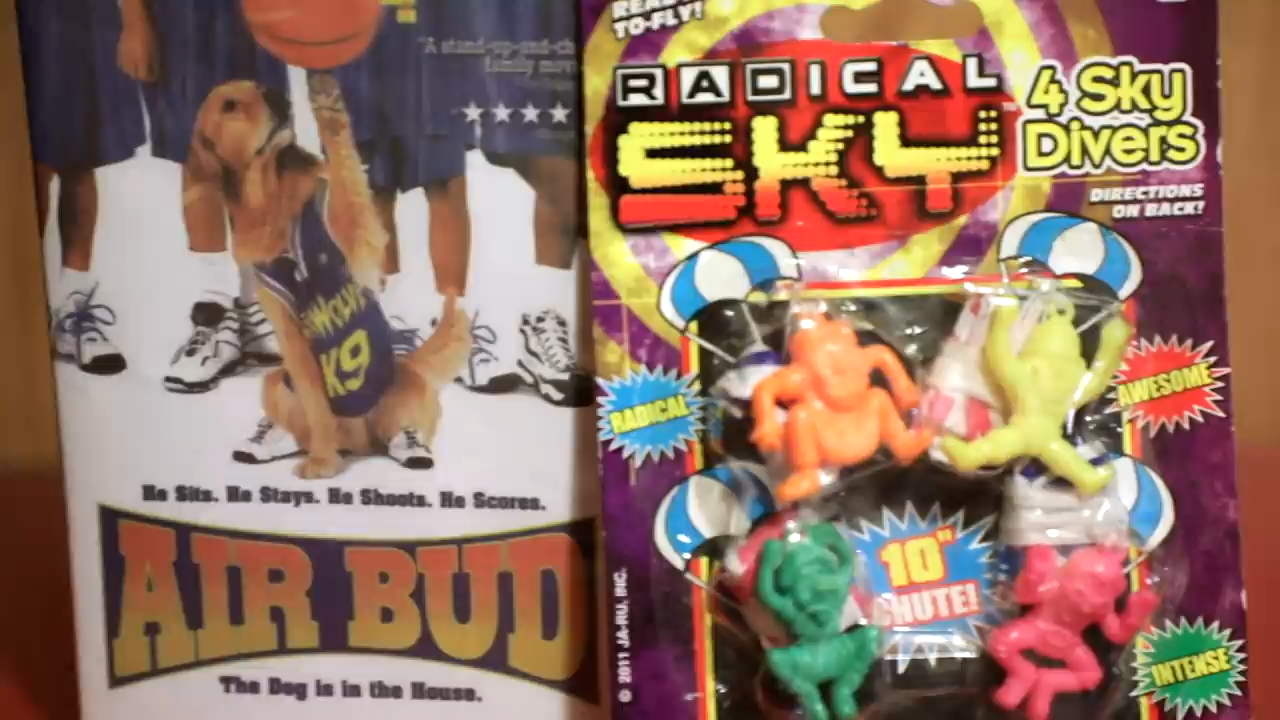 "A stand-up-and-ch
family mov
He Sits. He Stays. He Shoots. He Scores.
AIR BUD
The Dog is in the House.
WOLV
K9
TO-FLY!
RADICAL
SKY™
4 Sky
Divers
DIRECTIONS
ON BACK!
RADICAL
AWESOME
10"
CHUTE!
INTENSE
© 2011 JA-RU, INC.